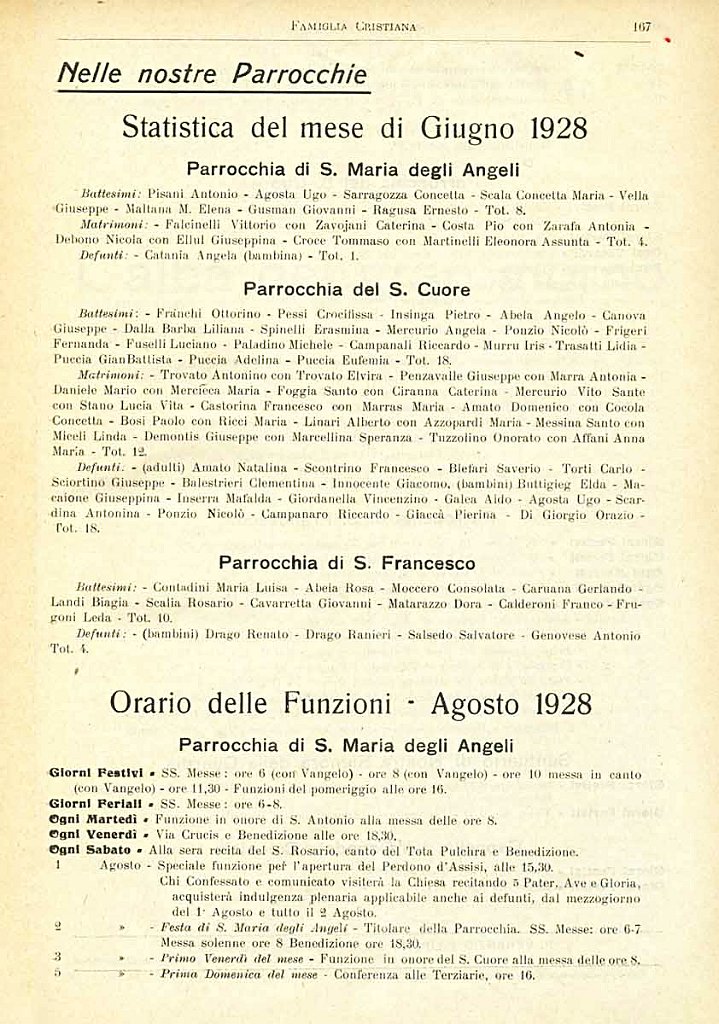 FAMIGLIA CRISTIANA 167
Nelle nostre Parrocchie
Statistica del mese di Giugno 1928
Parrocchia di S. Maria degli Angeli
Battesimi: Pisani Antonio - Agosta Ugo - Sarragozza Concetta - Scala Concetta Maria - Vella
Giuseppe - Maltana M. Elena - Gusman Giovanni - Ragusa Ernesto - Tot. 8.
Matrimoni: - Falcinelli Vittorio con Zavojani Caterina - Costa Pio con Zarafa Antonia -
Debono Nicola con Ellul Giuseppina - Croce Tommaso con Martinelli Eleonora Assunta - Tot. 4.
Defunti: - Catania Angela (bambina) - Tot. 1.
Parrocchia del S. Cuore
Battesimi: - Franchi Ottorino - Pessi Crocifissa - Insinga Pietro - Abela Angelo - Canova
Giuseppe - Dalla Barba Liliana - Spinelli Erasmina - Mercurio Angela - Ponzio Nicolò - Frigeri
Fernanda - Fuselli Luciano - Paladino Michele - Campanali Riccardo - Murru Iris - Trasatti Lidia -
Puccia GianBattista - Puccia Adelina - Puccia Eufemia - Tot. 18.
Matrimoni: - Trovato Antonino con Trovato Elvira - Penzavalle Giuseppe con Marra Antonia -
Daniele Mario con Mercieca Maria - Foggia Santo con Ciranna Caterina - Mercurio Vito Sante
con Stano Lucia Vita - Castorina Francesco con Marras Maria - Amato Domenico con Cocola
Concetta - Bosi Paolo con Ricci Maria - Linari Alberto con Azzopardi Maria - Messina Santo con
Miceli Linda - Demontis Giuseppe con Marcellina Speranza - Tuzzolino Onorato con Affani Anna
Maria - Tot. 12.
Defunti. - (adulti) Amato Natalina - Scontrino Francesco - Blefari Saverio - Torti Carlo -
Sciortino Giuseppe - Balestrieri Clementina - Innocente Giacomo, (bambini) Buttigieg Elda - Ma-
caione Giuseppina - Inserra Mafalda - Giordanella Vincenzino - Galea Aldo - Agosta Ugo - Scar-
dina Antonina - Ponzio Nicolò - Campanaro Riccardo - Giaccà Pierina - Di Giorgio Orazio -
Tot. 18.
Parrocchia di S. Francesco
Battesimi: - Contadini Maria Luisa - Abeia Rosa - Moccero Consolata - Caruana Gerlando -
Landi Biagia - Scalia Rosario - Cavarretta Giovanni - Matarazzo Dora - Calderoni Franco - Fru-
goni Leda - Tot. 10.
Defunti: - (bambini) Drago Renato - Drago Ranieri - Salsedo Salvatore - Genovese Antonio
Tot. 4.
Orario delle Funzioni - Agosto 1928
Parrocchia di S. Maria degli Angeli
Giorni Festivi • SS. Messe: ore 6 (con Vangelo) - ore 8 (con Vangelo) - ore 10 messa in canto
(con Vangelo) - ore 11,30 - Funzioni del pomeriggio alle ore 16.
Giorni Feriali • SS. Messe: ore 6-8.
Ogni Martedì • Funzione in onore di S. Antonio alla messa delle ore 8.
Ogni Venerdì • Via Crucis e Benedizione alle ore 18,30.
Ogni Sabato • Alla sera recita del S. Rosario, canto del Tota Pulchra e Benedizione.
1 Agosto - Speciale funzione per l'apertura del Perdono d'Assisi, alle 15,30.
Chi Confessato e comunicato visiterà la Chiesa recitando 5 Pater, Ave e Gloria,
acquisterà indulgenza plenaria applicabile anche ai defunti, dal mezzogiorno
del 1° Agosto e tutto il 2 Agosto.
2 » - Festa di S. Maria degli Angeli - Titolare della Parrocchia. SS. Messe: ore 6-7
Messa solenne ore 8 Benedizione ore 18,30.
3 » - Primo Venerdì del mese - Funzione in onore del S. Cuore alla messa delle ore 8.
5 » - Prima Domenica del mese - Conferenza alle Terziarie, ore 16.